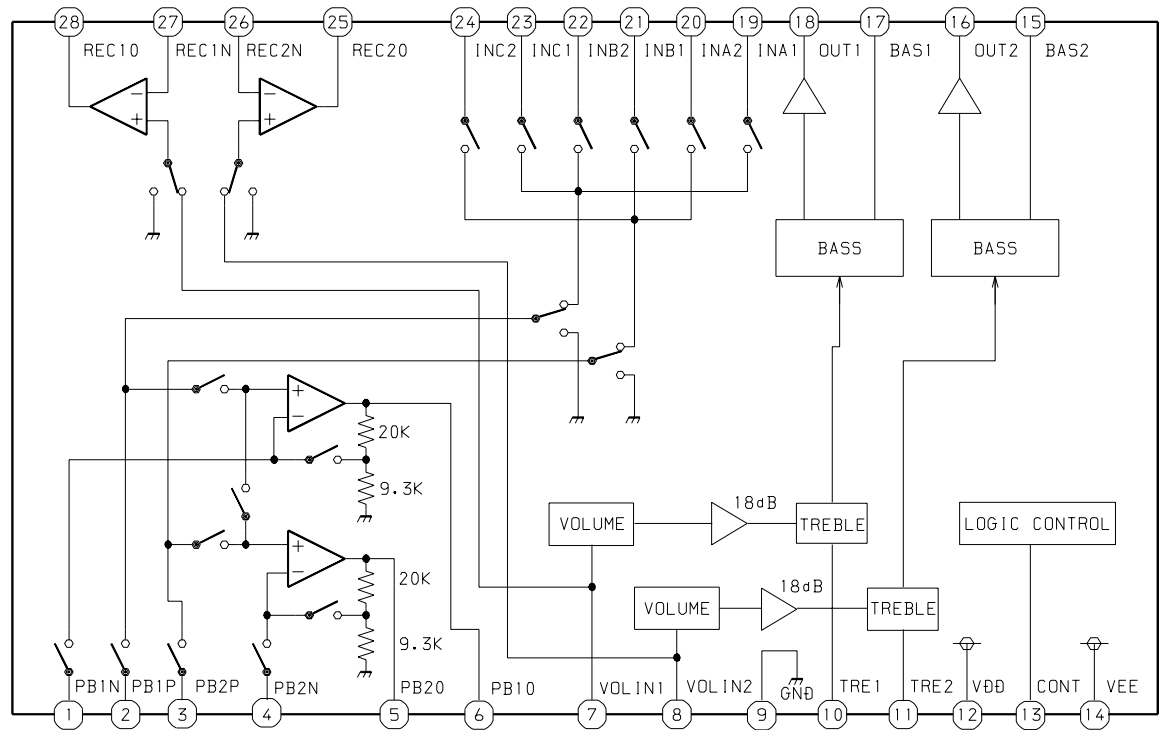 28 27 26 25 24 23 22 21 20 19 18 17 16 15
REC1O REC1N REC2N REC2O INC2 INC1 INB2 INB1 INA2 INA1 OUT1 BAS1 OUT2 BAS2
− −
+ +
BASS BASS
+
−
20K
9.3K
18dB
VOLUME TREBLE LOGIC CONTROL
+
−
20K
18dB
VOLUME TREBLE
9.3K
PB1N PB1P PB2P PB2N PB2O PB1O VOLIN1 VOLIN2 GND TRE1 TRE2 VDD CONT VEE
1 2 3 4 5 6 7 8 9 10 11 12 13 14